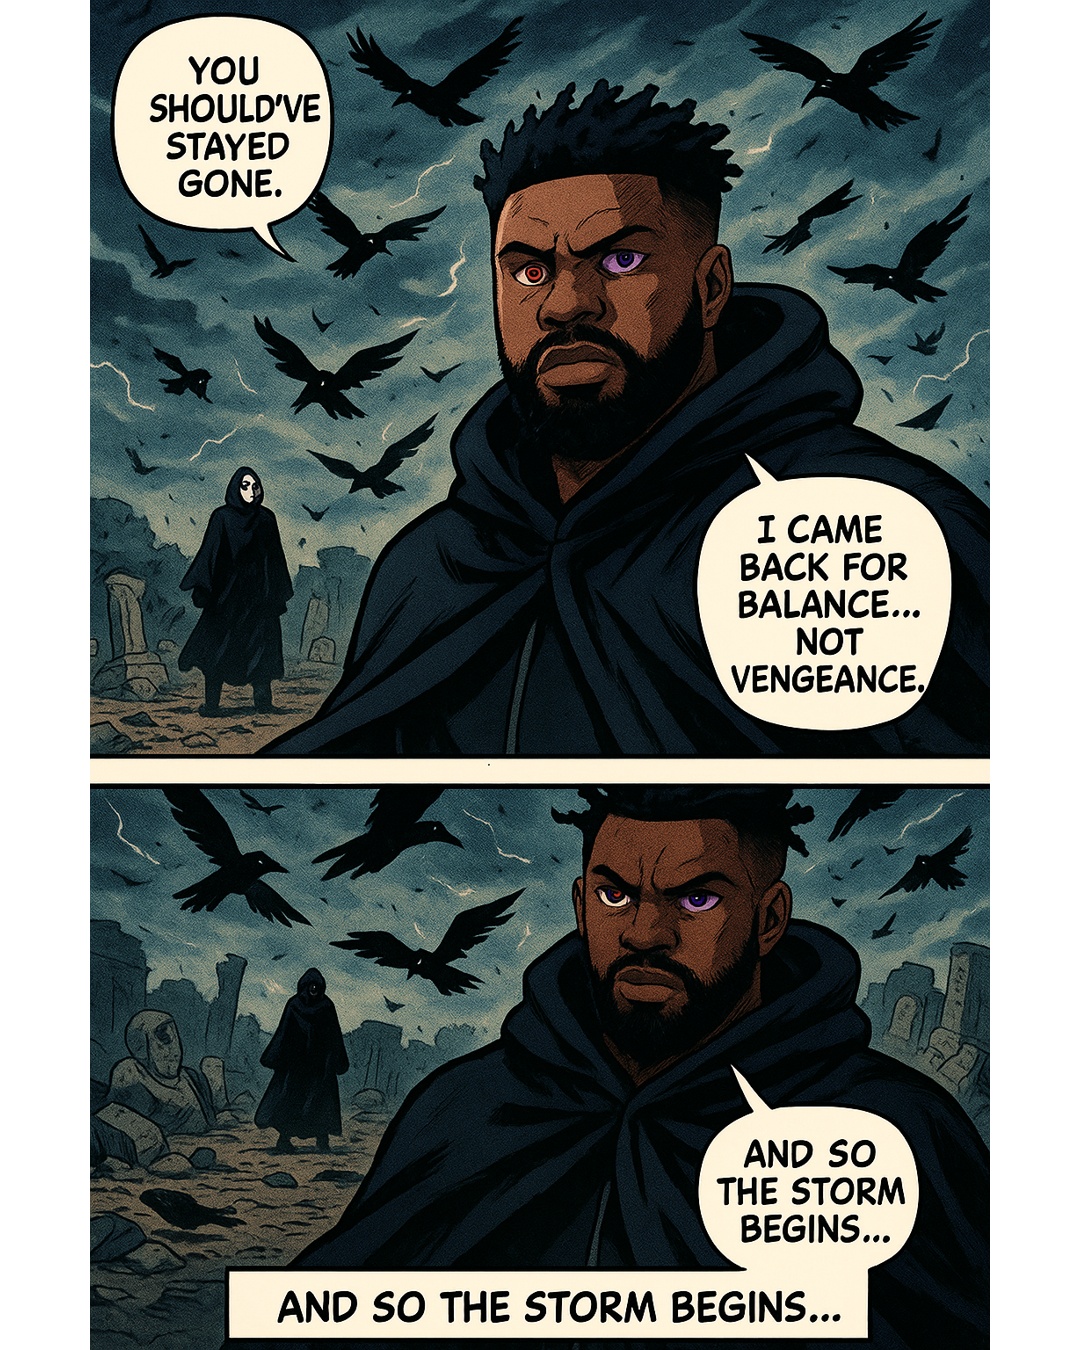 YOU
SHOULD'VE
STAYED
GONE.
I CAME
BACK FOR
BALANCE...
NOT
VENGEANCE.
AND SO
THE STORM
BEGINS...
AND SO THE STORM BEGINS...